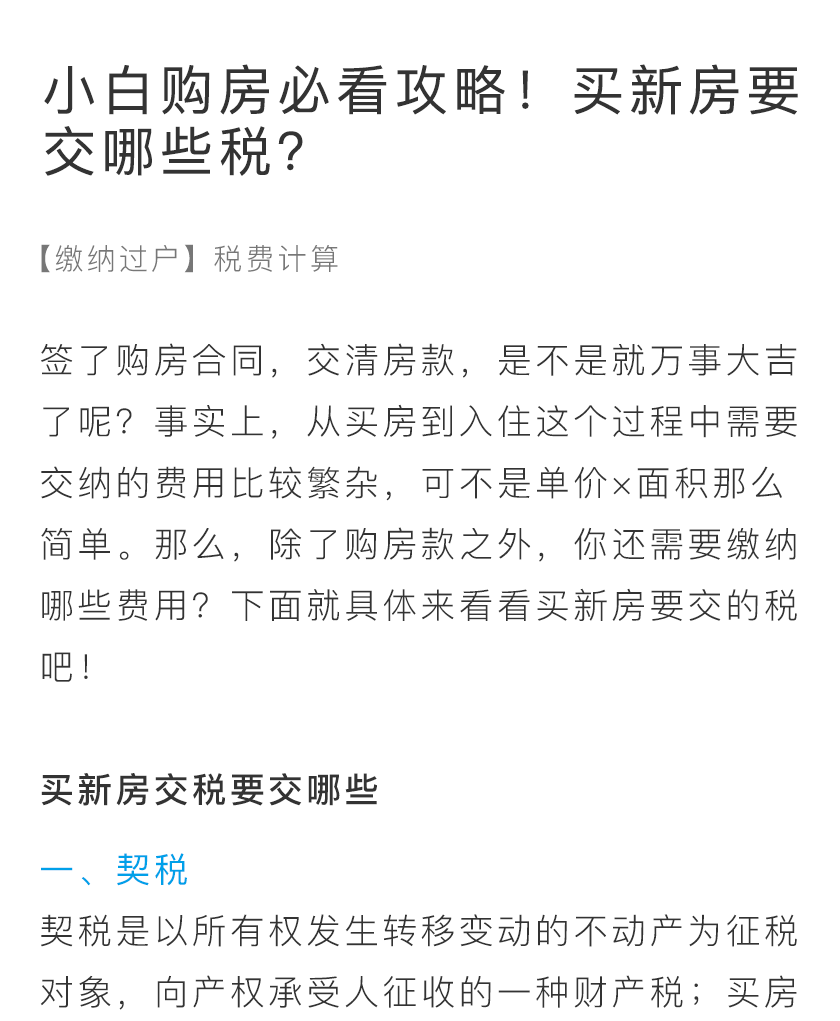 小白购房必看攻略！买新房要
交哪些税？
【缴纳过户】税费计算
签了购房合同，交清房款，是不是就万事大吉
了呢？事实上，从买房到入住这个过程中需要
交纳的费用比较繁杂，可不是单价×面积那么
简单。那么，除了购房款之外，你还需要缴纳
哪些费用？下面就具体来看看买新房要交的税
吧！
买新房交税要交哪些
一、契税
契税是以所有权发生转移变动的不动产为征税
对象，向产权承受人征收的一种财产税；买房